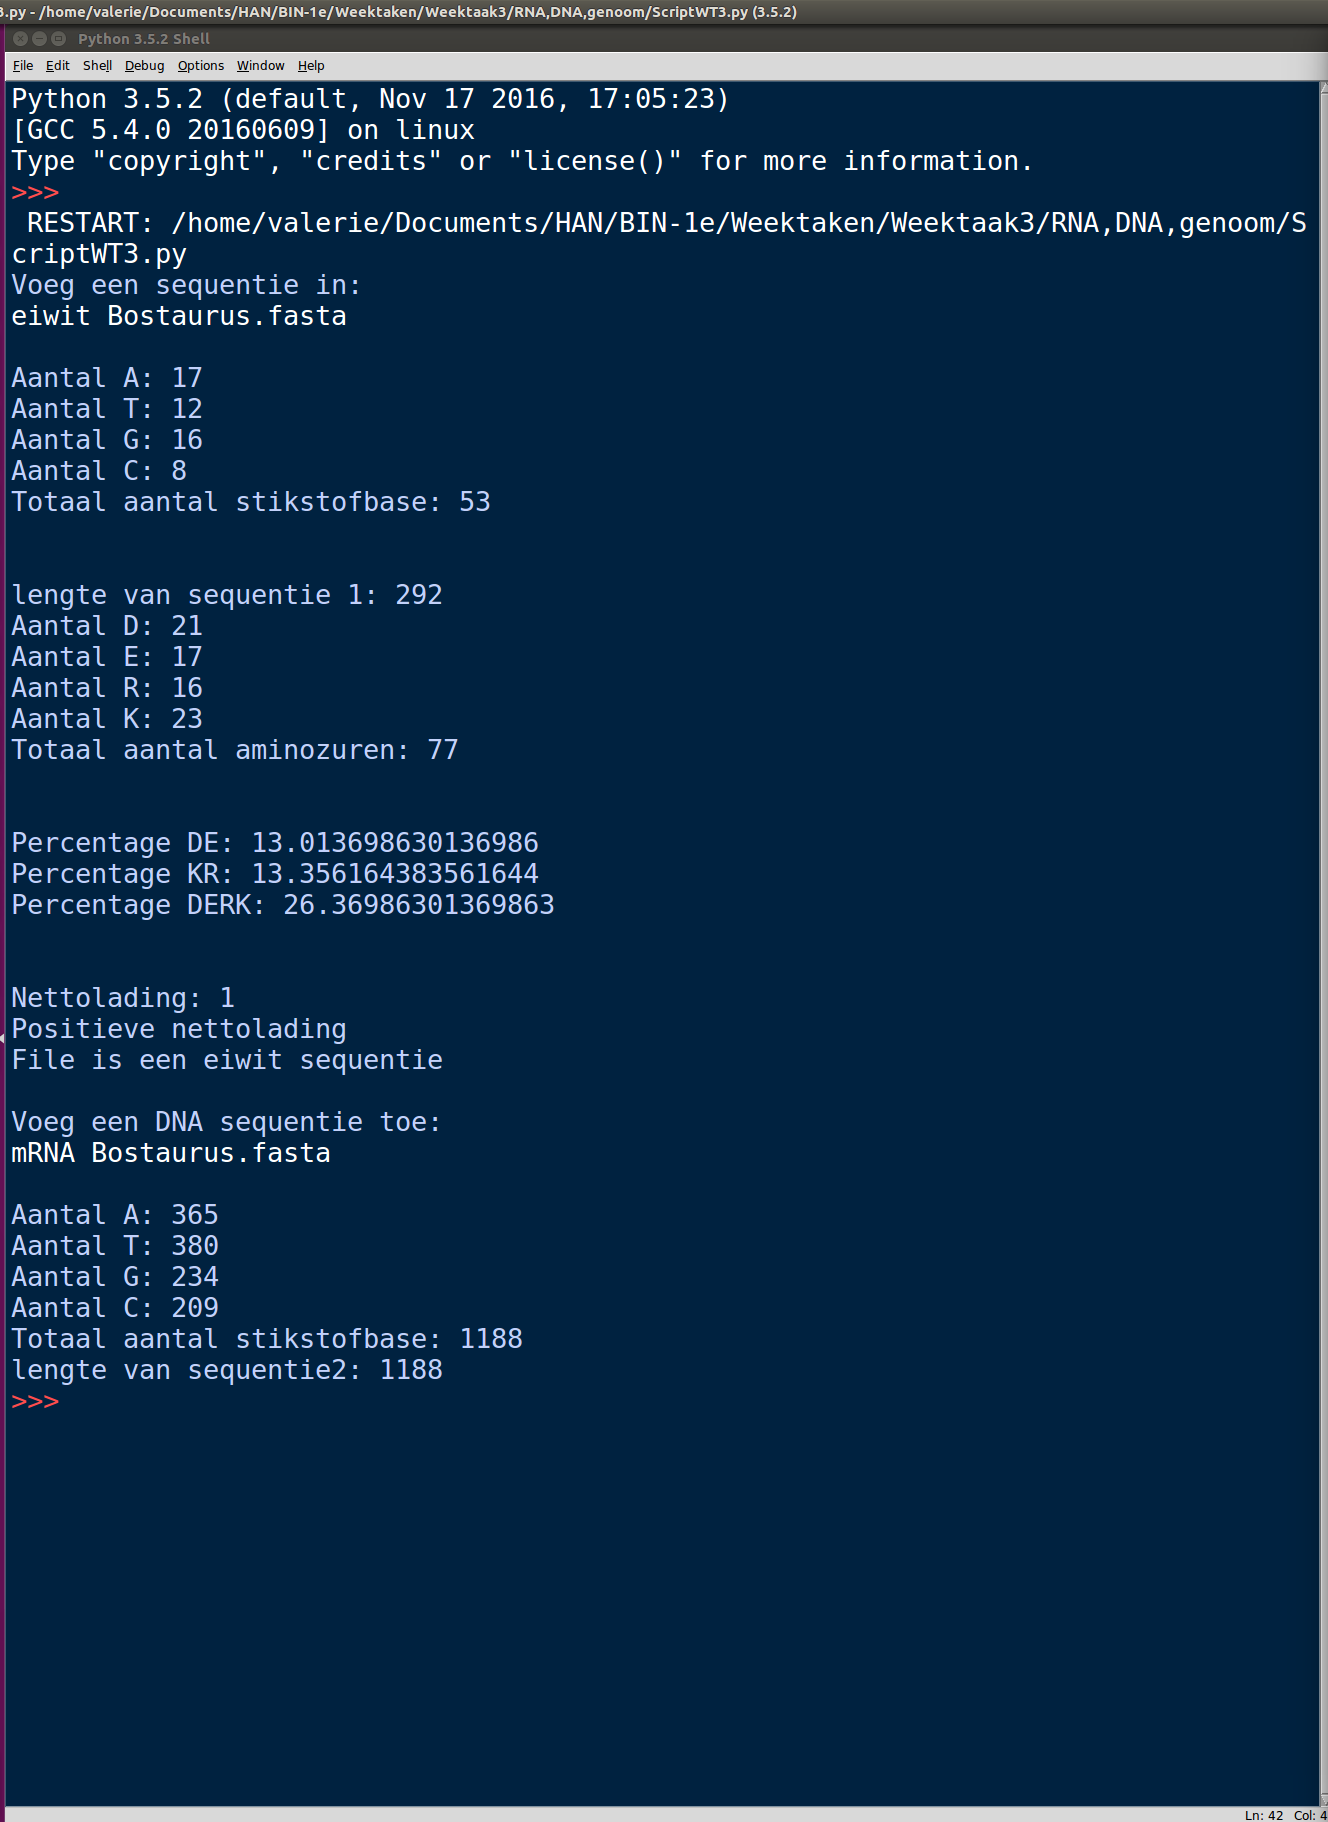 3.py - /home/valerie/Documents/HAN/BIN-1e/Weektaken/Weektaak3/RNA,DNA,genoom/ScriptWT3.py (3.5.2)
Python 3.5.2 Shell
File Edit Shell Debug Options Window Help
Python 3.5.2 (default, Nov 17 2016, 17:05:23)
[GCC 5.4.0 20160609] on linux
Type "copyright", "credits" or "license()" for more information.
>>>
RESTART: /home/valerie/Documents/HAN/BIN-1e/Weektaken/Weektaak3/RNA,DNA,genoom/S
criptWT3.py
Voeg een sequentie in:
eiwit Bostaurus.fasta
Aantal A: 17
Aantal T: 12
Aantal G: 16
Aantal C: 8
Totaal aantal stikstofbase: 53
lengte van sequentie 1: 292
Aantal D: 21
Aantal E: 17
Aantal R: 16
Aantal K: 23
Totaal aantal aminozuren: 77
Percentage DE: 13.013698630136986
Percentage KR: 13.356164383561644
Percentage DERK: 26.36986301369863
Nettolading: 1
Positieve nettolading
File is een eiwit sequentie
Voeg een DNA sequentie toe:
mRNA Bostaurus.fasta
Aantal A: 365
Aantal T: 380
Aantal G: 234
Aantal C: 209
Totaal aantal stikstofbase: 1188
lengte van sequentie2: 1188
>>>
Ln: 42 Col: 4